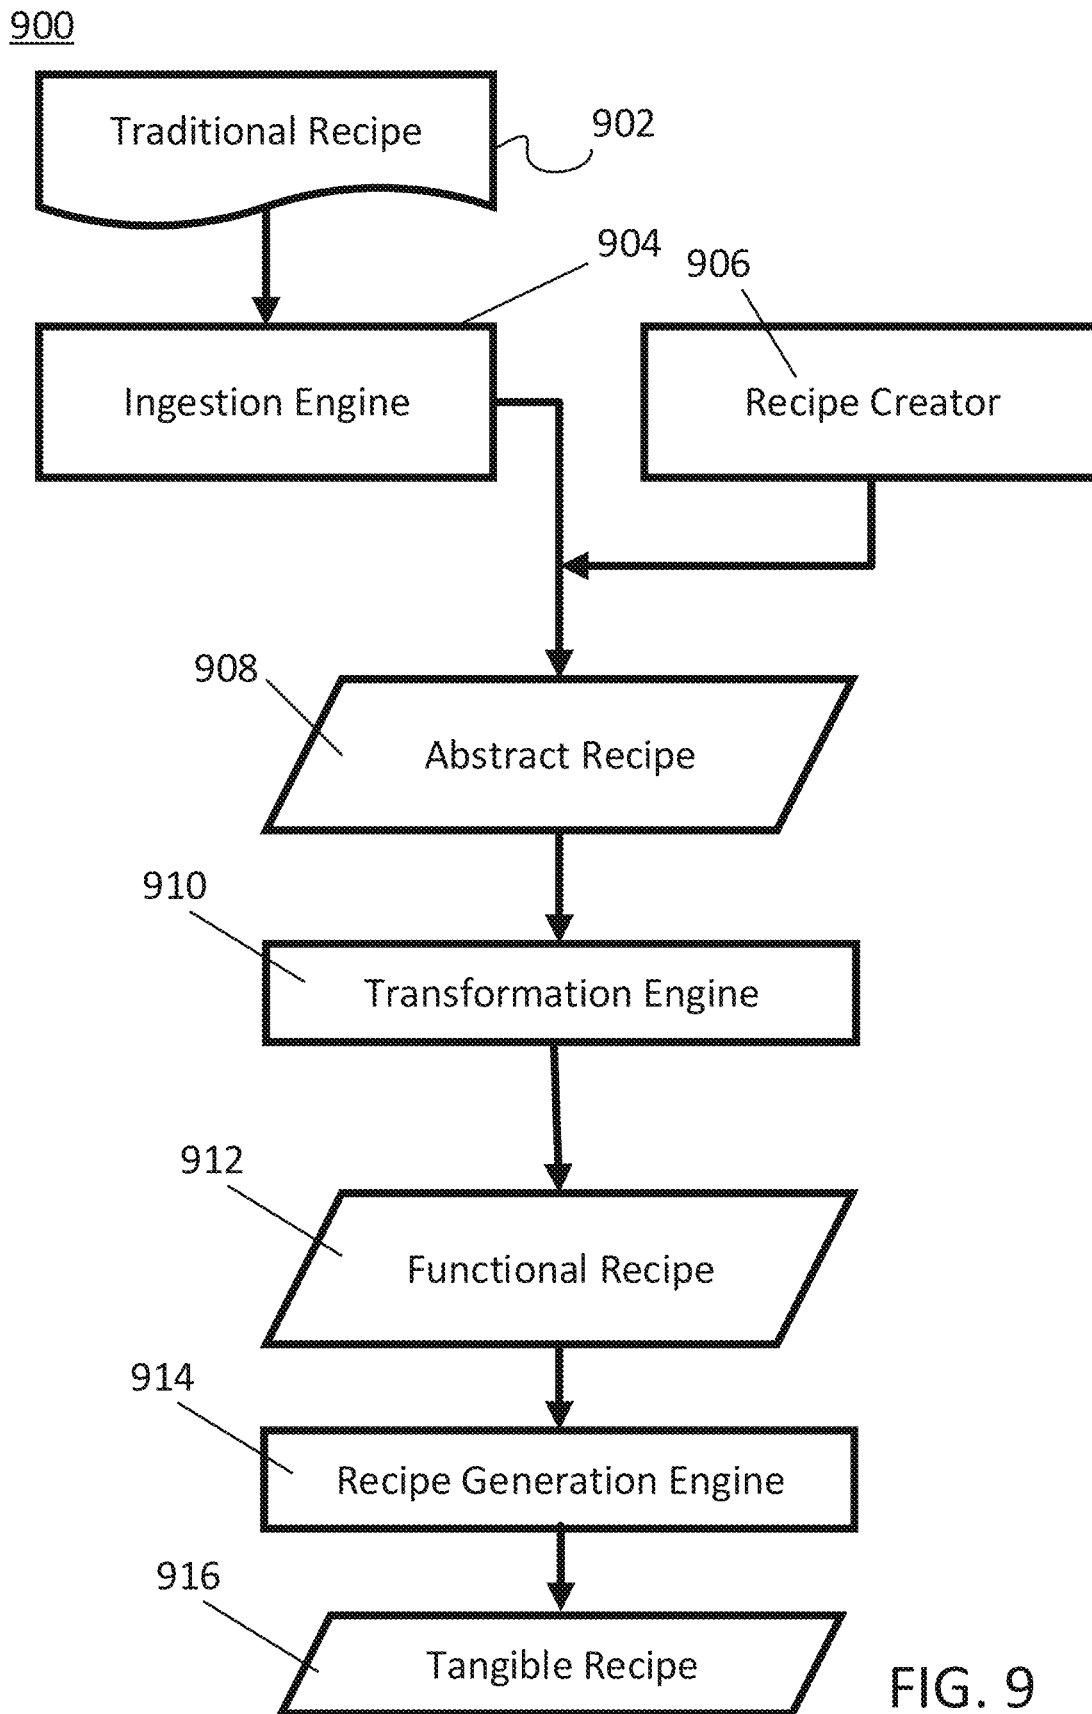 900
Traditional Recipe
902
904
906
Ingestion Engine
Recipe Creator
908
Abstract Recipe
910
Transformation Engine
912
Functional Recipe
914
Recipe Generation Engine
916
Tangible Recipe
FIG. 9